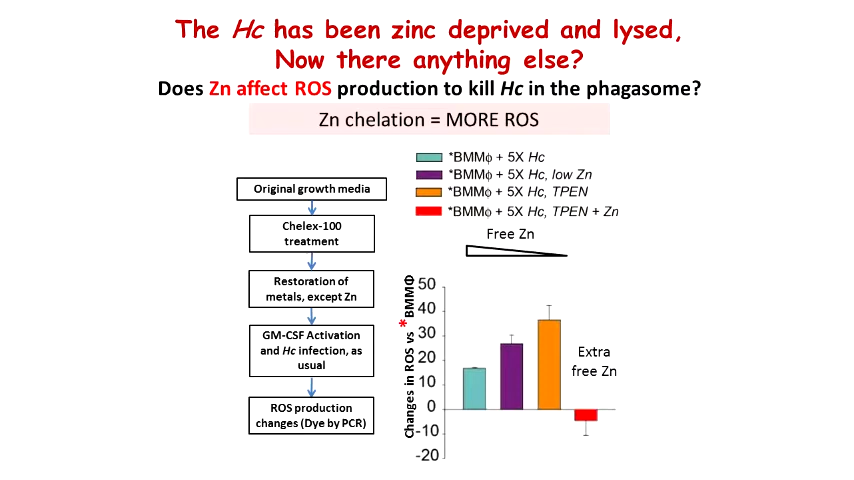 The Hc has been zinc deprived and lysed,
Now there anything else?
Does Zn affect ROS production to kill Hc in the phagasome?
Zn chelation = MORE ROS
Original growth media
Chelex-100
treatment
Restoration of
metals, except Zn
GM-CSF Activation
and Hc infection, as
usual
ROS production
changes (Dye by PCR)
*BMMϕ + 5X Hc
*BMMϕ + 5X Hc, low Zn
*BMMϕ + 5X Hc, TPEN
*BMMϕ + 5X Hc, TPEN + Zn
Free Zn
Changes in ROS vs *BMMΦ
50
40
30
20
10
0
-10
-20
Extra
free Zn